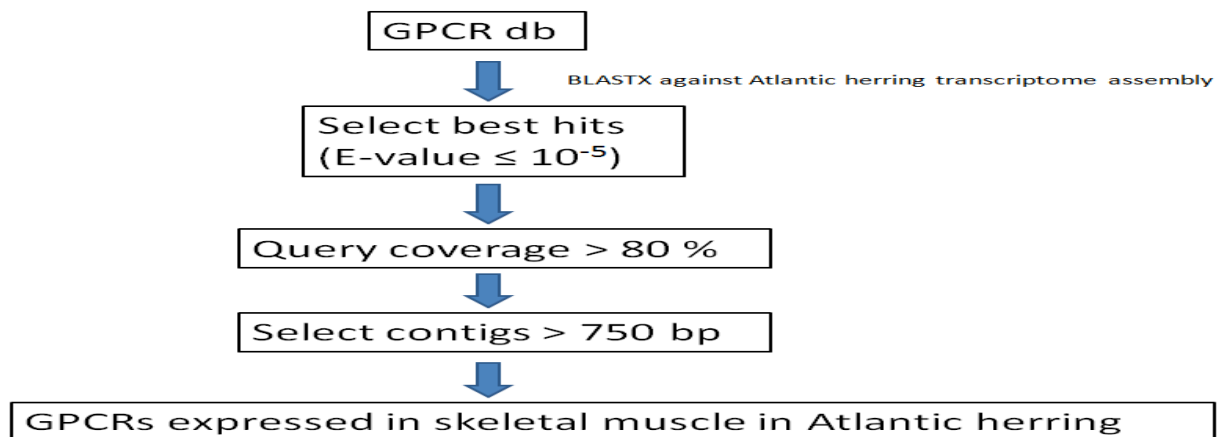 GPCR db
BLASTX against Atlantic herring transcriptome assembly
Select best hits
(E-value ≤ 10⁻⁵)
Query coverage > 80 %
Select contigs > 750 bp
GPCRs expressed in skeletal muscle in Atlantic herring